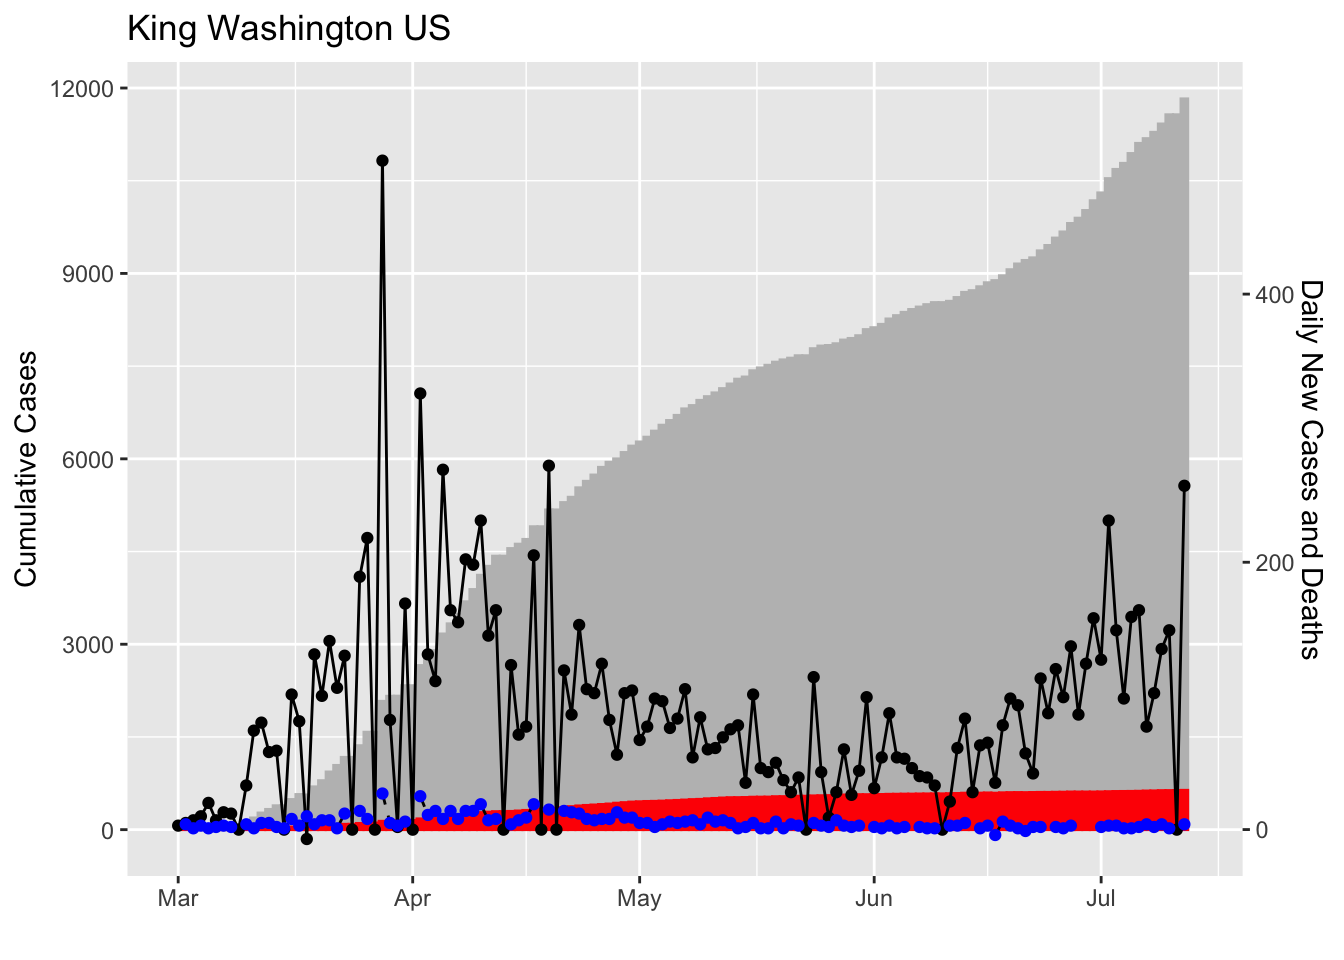 King Washington US
12000
9000
6000
3000
0
Cumulative Cases
400
200
0
Daily New Cases and Deaths
Mar Apr May Jun Jul